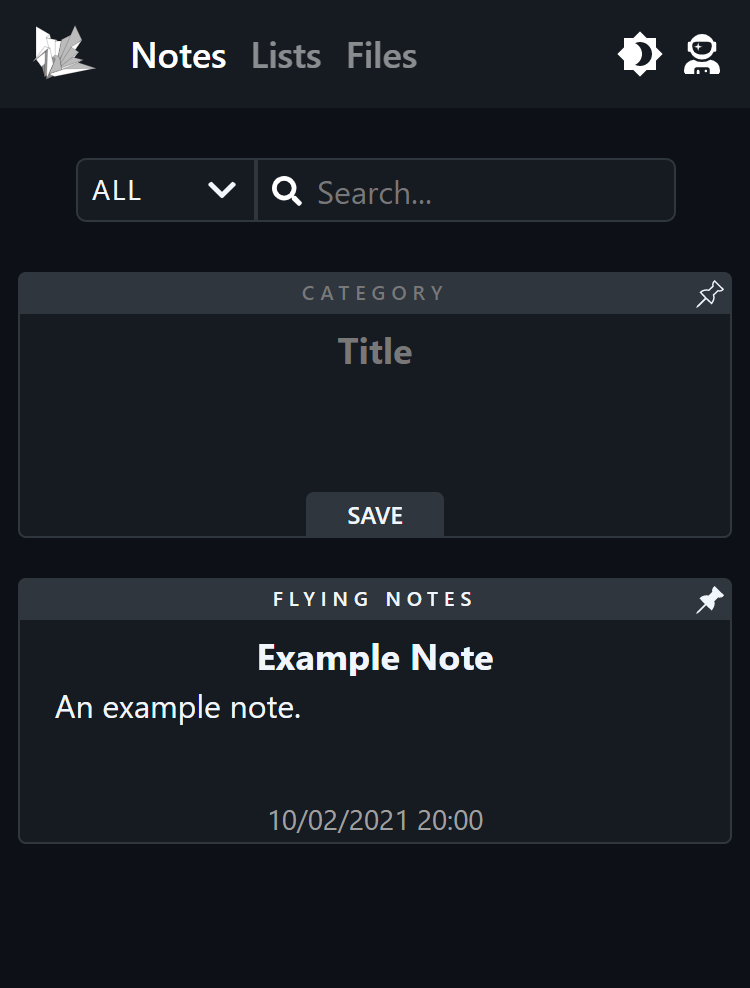 Notes Lists Files
ALL Search...
CATEGORY
Title
SAVE
FLYING NOTES
Example Note
An example note.
10/02/2021 20:00